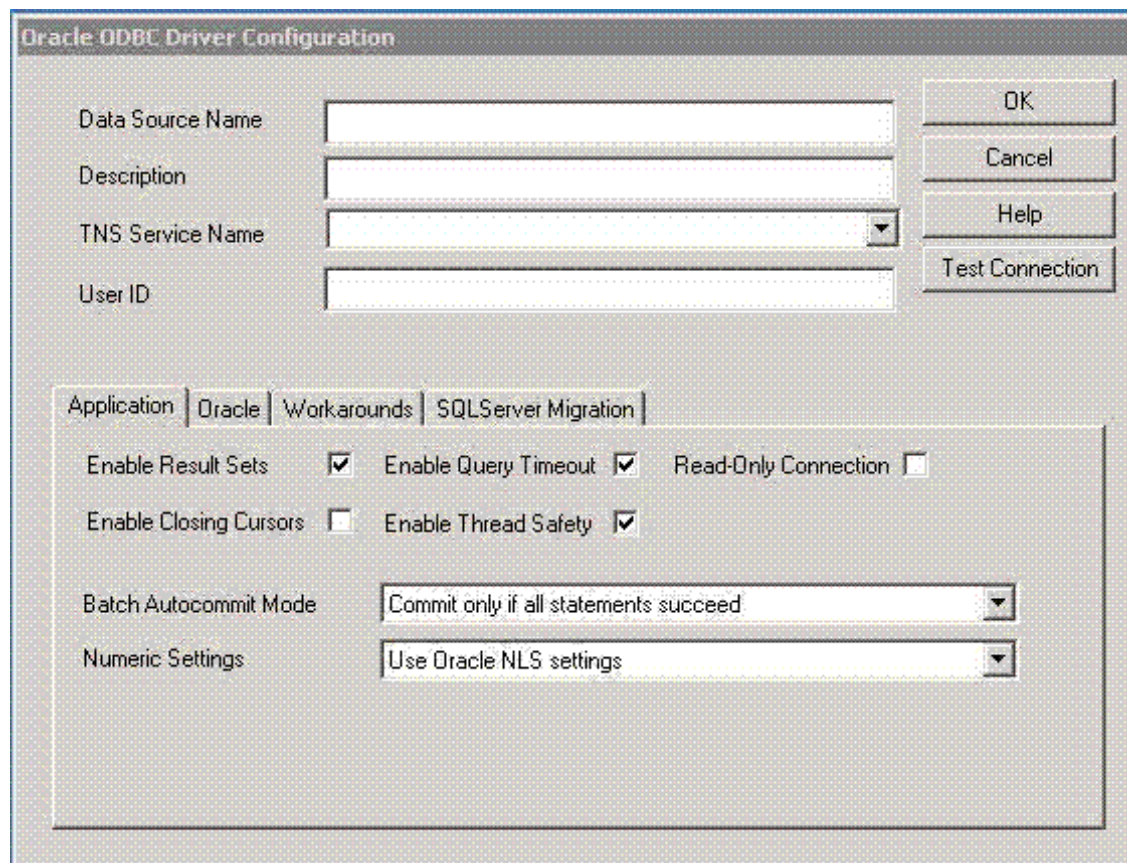 Oracle ODBC Driver Configuration
Data Source Name
OK
Description
Cancel
TNS Service Name
Help
User ID
Test Connection
Application Oracle Workarounds SQLServer Migration
Enable Result Sets Enable Query Timeout Read-Only Connection
Enable Closing Cursors Enable Thread Safety
Batch Autocommit Mode Commit only if all statements succeed
Numeric Settings Use Oracle NLS settings